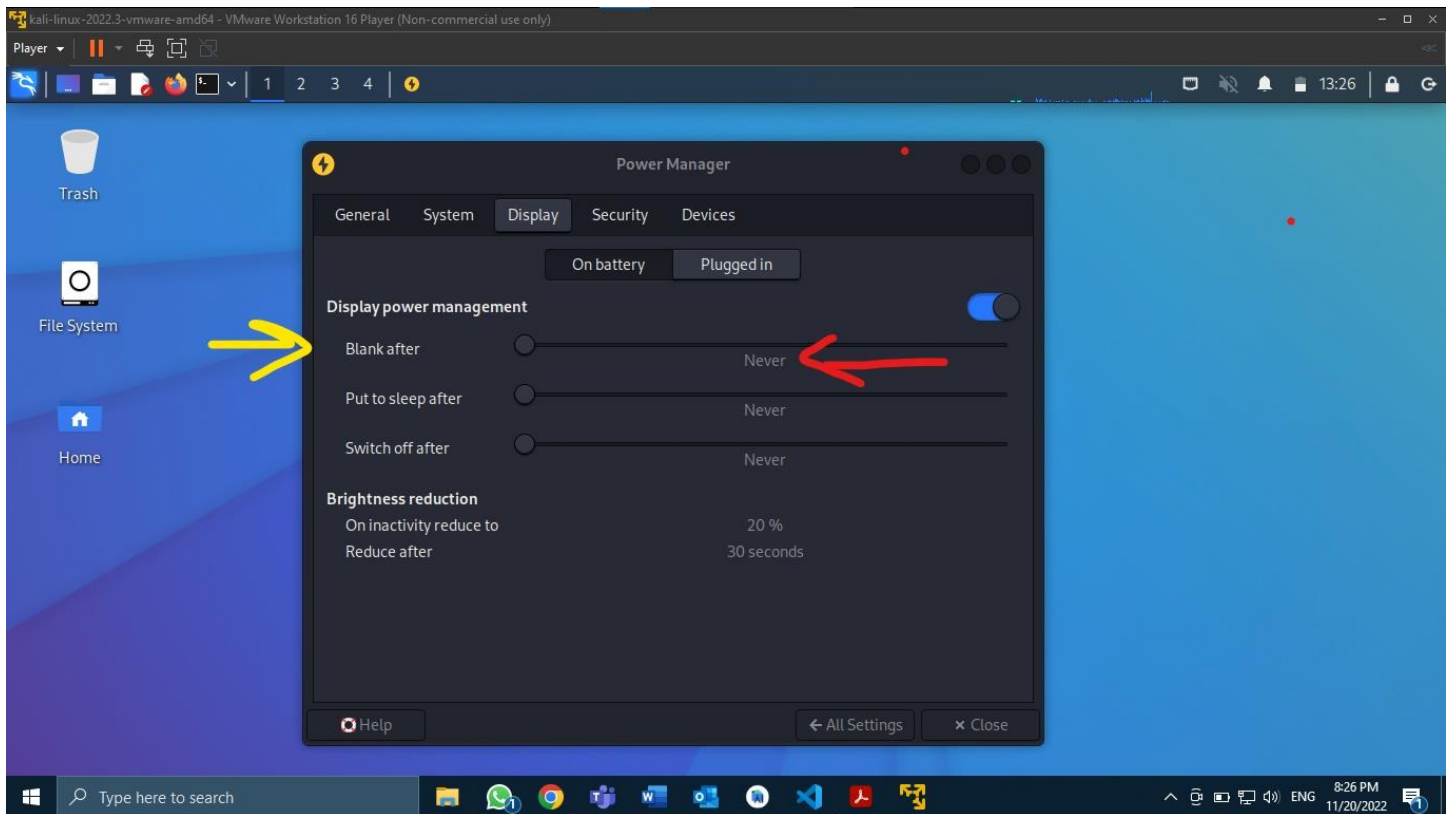 kali-linux-2022.3-vmware-amd64 - VMware Workstation 16 Player (Non-commercial use only)
Player
1 2 3 4
13:26
Trash
File System
Home
Power Manager
General System Display Security Devices
On battery Plugged in
Display power management
Blank after
Never
Put to sleep after
Never
Switch off after
Never
Brightness reduction
On inactivity reduce to 20 %
Reduce after 30 seconds
Help All Settings Close
Type here to search
ENG
8:26 PM
11/20/2022